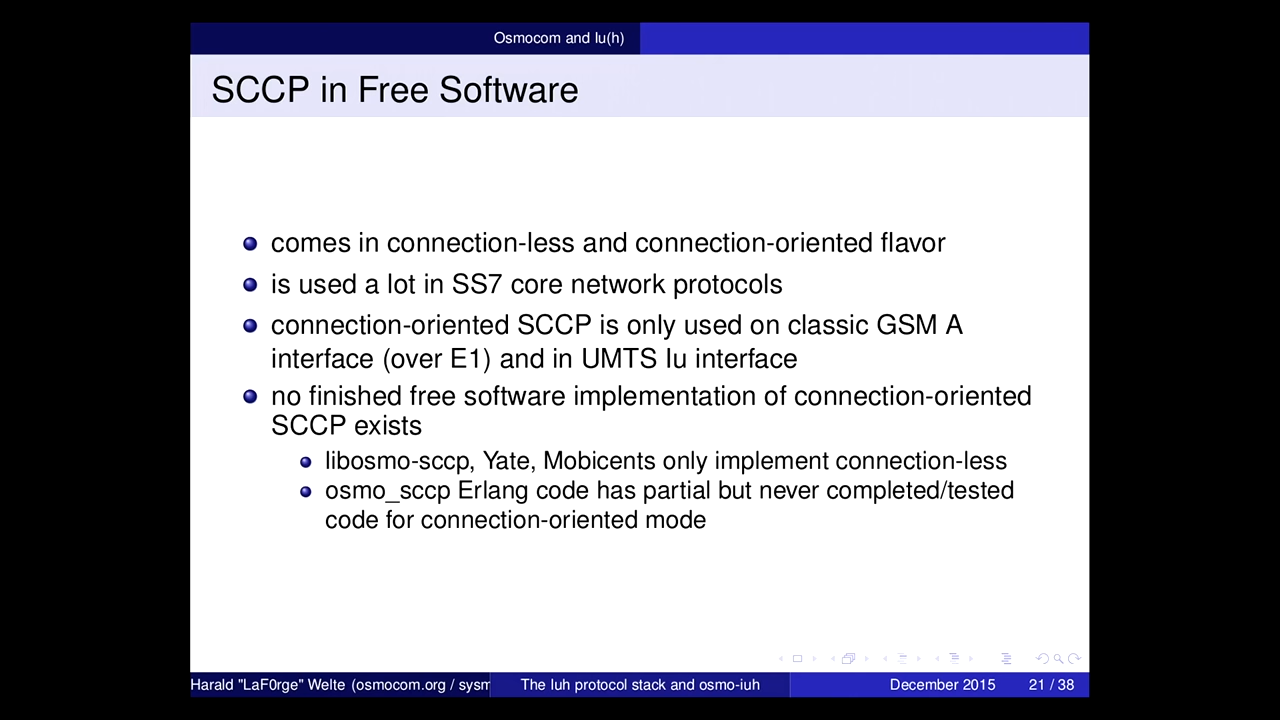 Osmocom and Iu(h)
SCCP in Free Software
comes in connection-less and connection-oriented flavor
is used a lot in SS7 core network protocols
connection-oriented SCCP is only used on classic GSM A
interface (over E1) and in UMTS Iu interface
no finished free software implementation of connection-oriented
SCCP exists
libosmo-sccp, Yate, Mobicents only implement connection-less
osmo_sccp Erlang code has partial but never completed/tested
code for connection-oriented mode
Harald "LaF0rge" Welte (osmocom.org / sysm
The Iuh protocol stack and osmo-iuh
December 2015
21 / 38